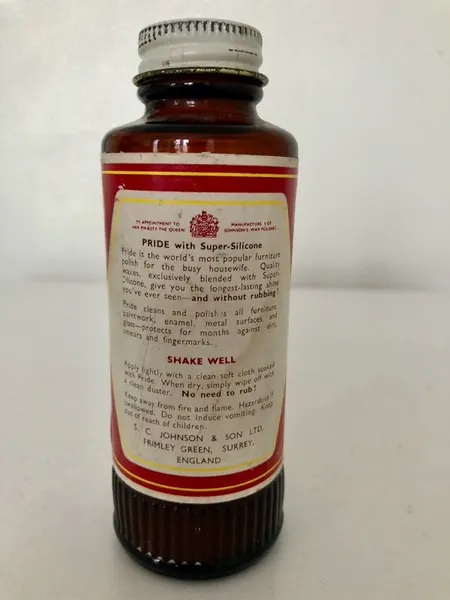 BY APPOINTMENT TO
HER MAJESTY THE QUEEN
MANUFACTURERS OF
JOHNSON'S WAX POLISHES
PRIDE with Super-Silicone
Pride is the world's most popular furniture
polish for the busy housewife. Quality
waxes, exclusively blended with Super-
Silicone, give you the longest-lasting shine
you've ever seen—and without rubbing!
Pride cleans and polishes all furniture,
paintwork, enamel, metal surfaces and
glass—protects for months against dirt,
smears and fingermarks.
SHAKE WELL
Apply lightly with a clean soft cloth soaked
with Pride. When dry, simply wipe off with
a clean duster. No need to rub!
Keep away from fire and flame. Hazardous if
swallowed. Do not induce vomiting. Keep
out of reach of children.
S. C. JOHNSON & SON LTD.
FRIMLEY GREEN, SURREY,
ENGLAND